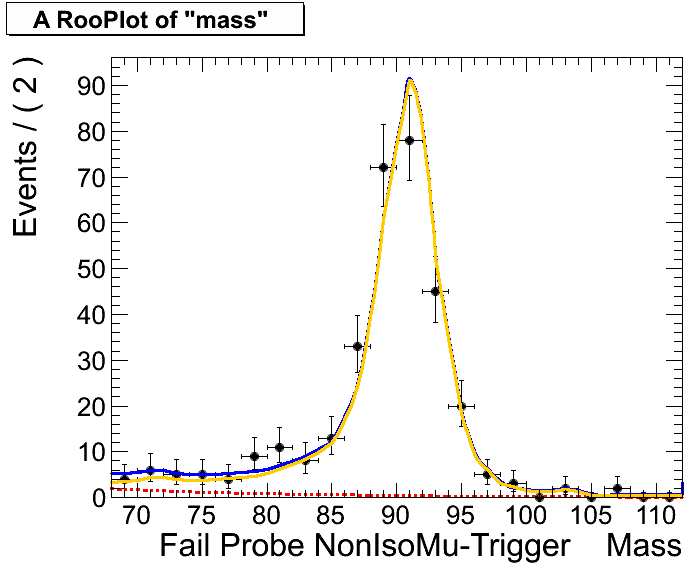 A RooPlot of "mass"
Events / ( 2 )
90
80
70
60
50
40
30
20
10
0
70 75 80 85 90 95 100 105 110
Fail Probe NonIsoMu-Trigger Mass